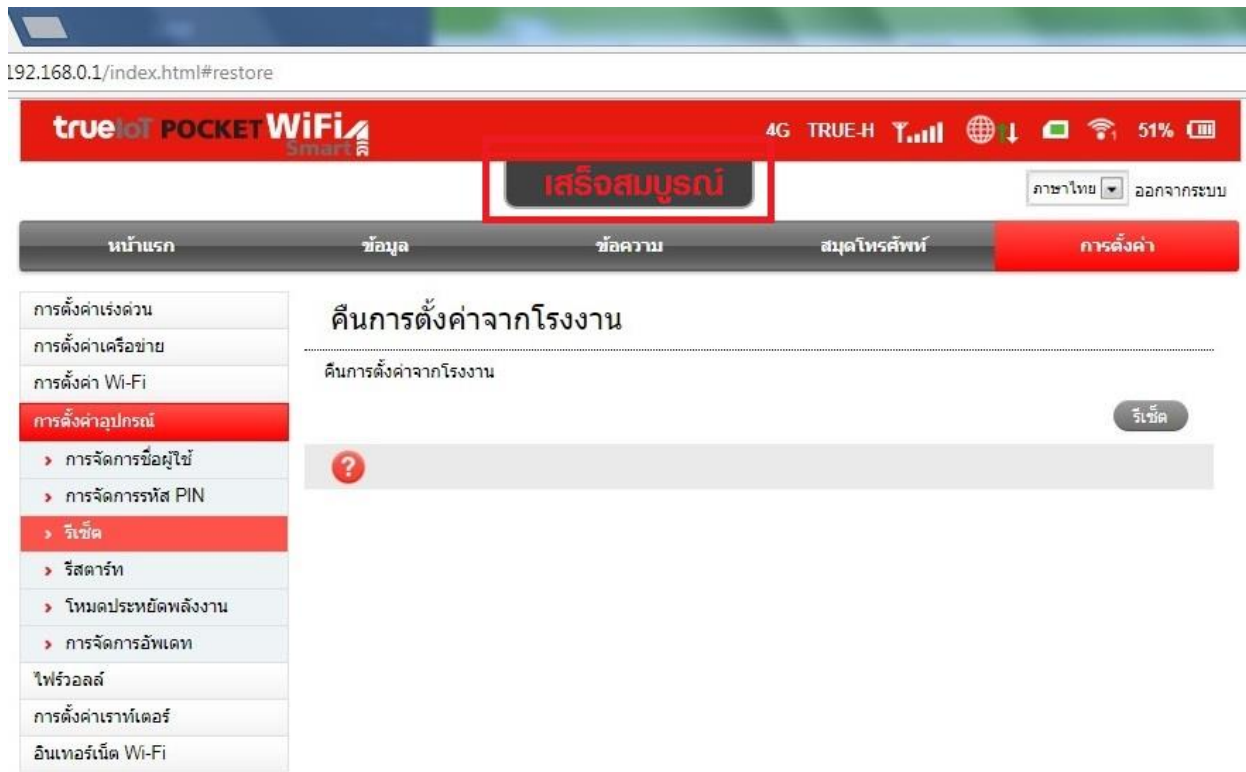 192.168.0.1/index.html#restore
trueIoT POCKET WiFi 4G
Smart
4G TRUE-H 1 51%
เสร็จสมบูรณ์
ภาษาไทย ออกจากระบบ
หน้าแรก ข้อมูล ข้อความ สมุดโทรศัพท์ การตั้งค่า
การตั้งค่าเร่งด่วน
การตั้งค่าเครือข่าย
การตั้งค่า Wi-Fi
การตั้งค่าอุปกรณ์
การจัดการชื่อผู้ใช้
การจัดการรหัส PIN
รีเซ็ต
รีสตาร์ท
โหมดประหยัดพลังงาน
การจัดการอัพเดท
ไฟร์วอลล์
การตั้งค่าเราท์เตอร์
อินเทอร์เน็ต Wi-Fi
คืนการตั้งค่าจากโรงงาน
คืนการตั้งค่าจากโรงงาน
รีเซ็ต
?